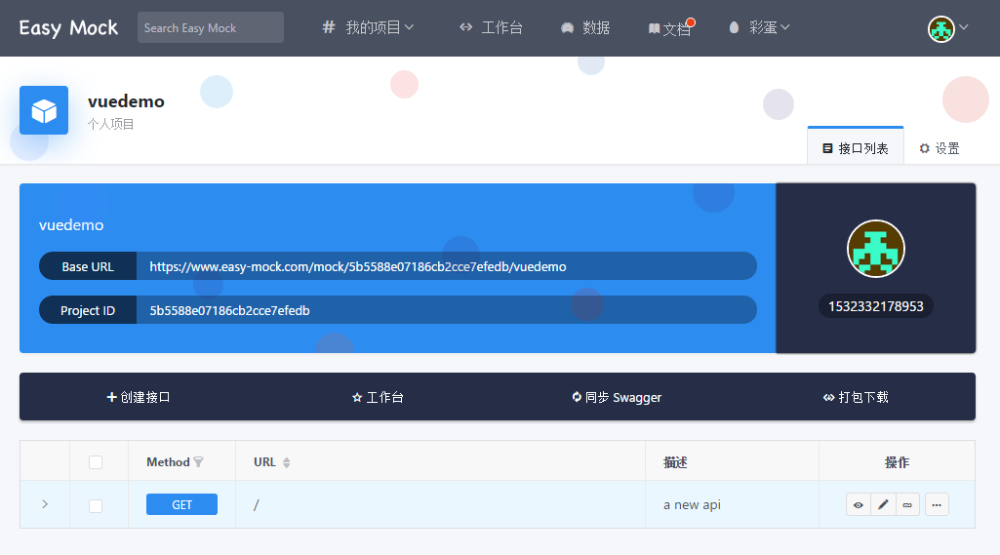 Easy Mock
Search Easy Mock
我的项目
工作台
数据
文档
彩蛋
vuedemo
个人项目
接口列表
设置
vuedemo
Base URL
https://www.easy-mock.com/mock/5b5588e07186cb2cce7efedb/vuedemo
Project ID
5b5588e07186cb2cce7efedb
1532332178953
创建接口
工作台
同步 Swagger
打包下载
Method
URL
描述
操作
GET
/
a new api